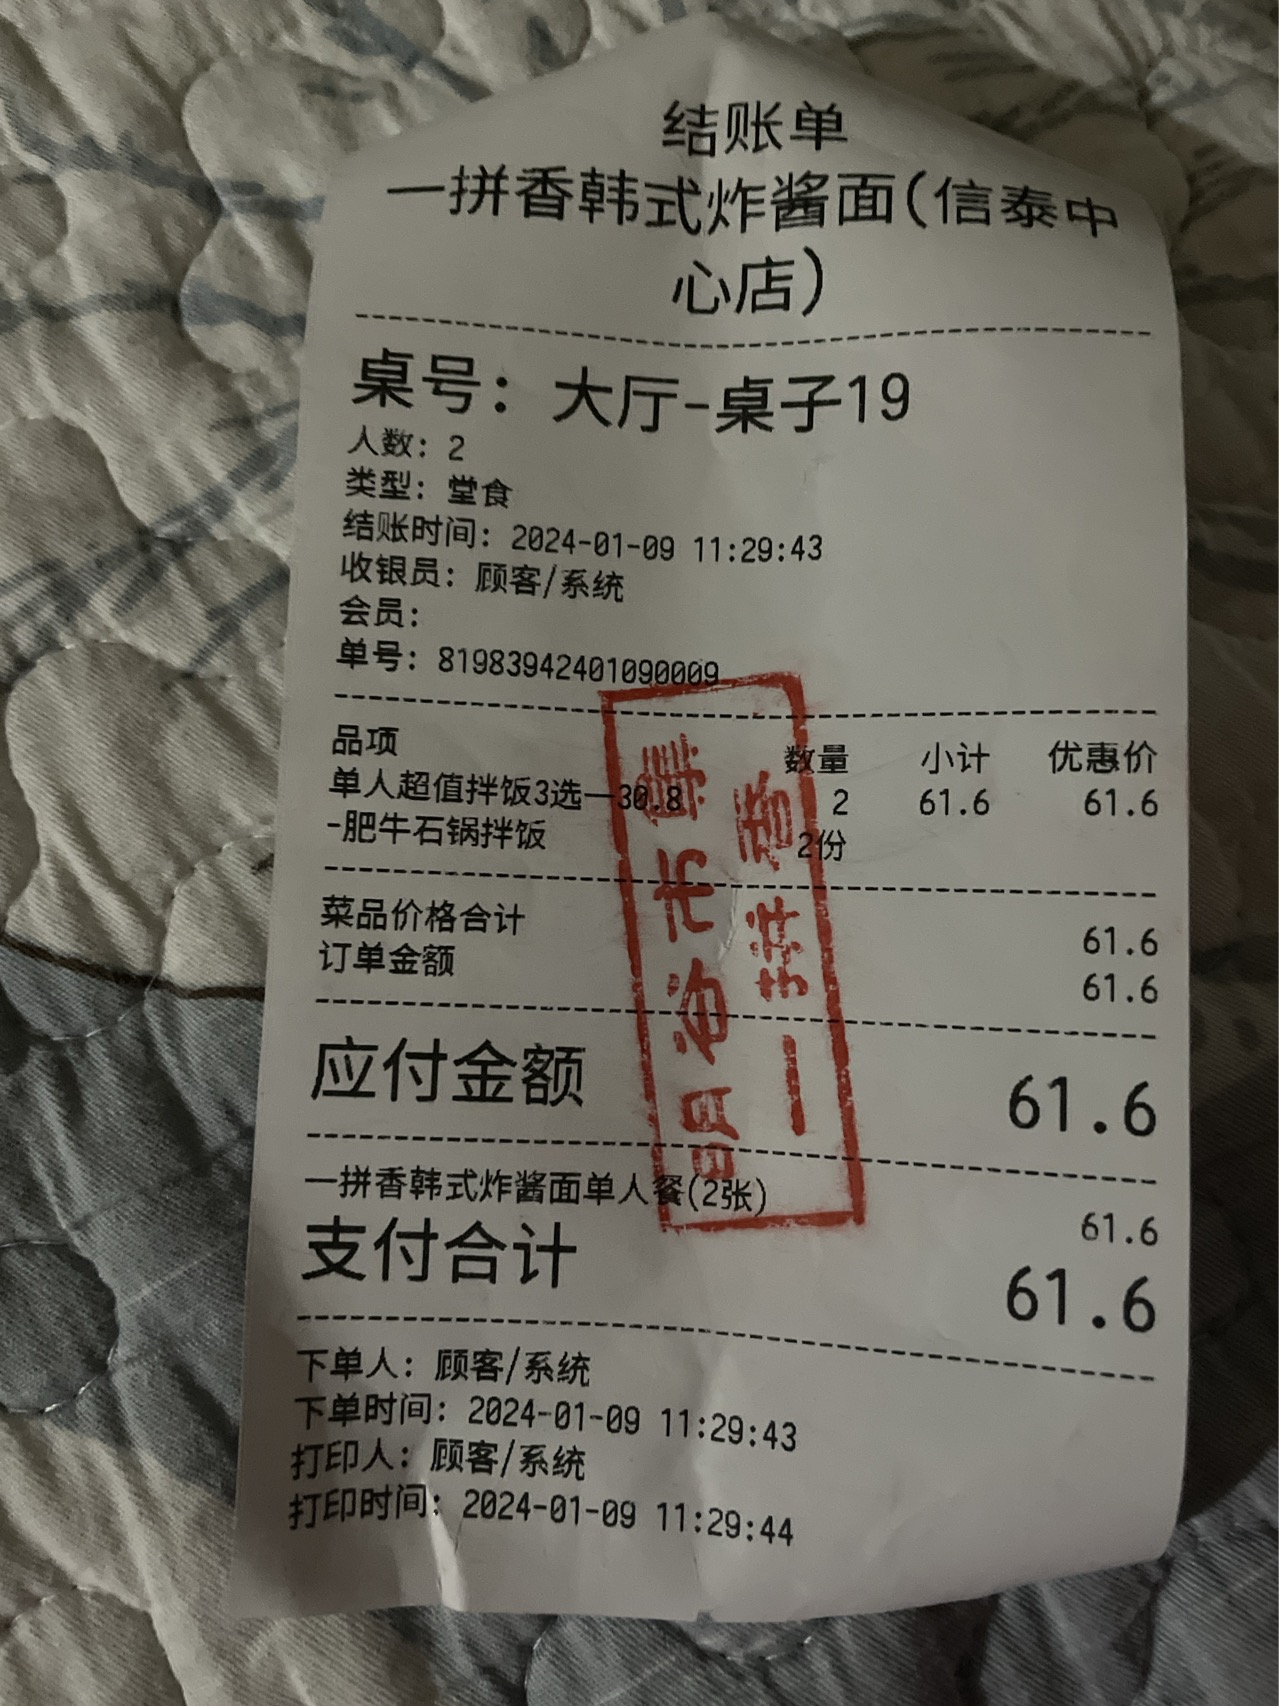 结账单
一拼香韩式炸酱面(信泰中
心店)
桌号：大厅-桌子19
人数：2
类型：堂食
结账时间：2024-01-09 11:29:43
收银员：顾客/系统
会员：
单号：81983942401090009
品项 数量 小计 优惠价
单人超值拌饭3选一30.8 2 61.6 61.6
-肥牛石锅拌饭 2份
菜品价格合计 61.6
订单金额 61.6
应付金额 61.6
一拼香韩式炸酱面单人餐(2张) 61.6
支付合计 61.6
下单人：顾客/系统
下单时间：2024-01-09 11:29:43
打印人：顾客/系统
打印时间：2024-01-09 11:29:44
一拼香